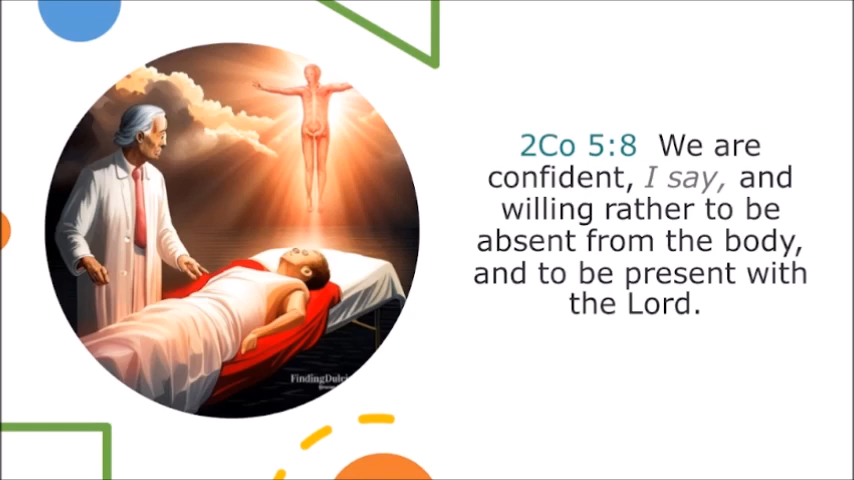 2Co 5:8 We are
confident, I say, and
willing rather to be
absent from the body,
and to be present with
the Lord.